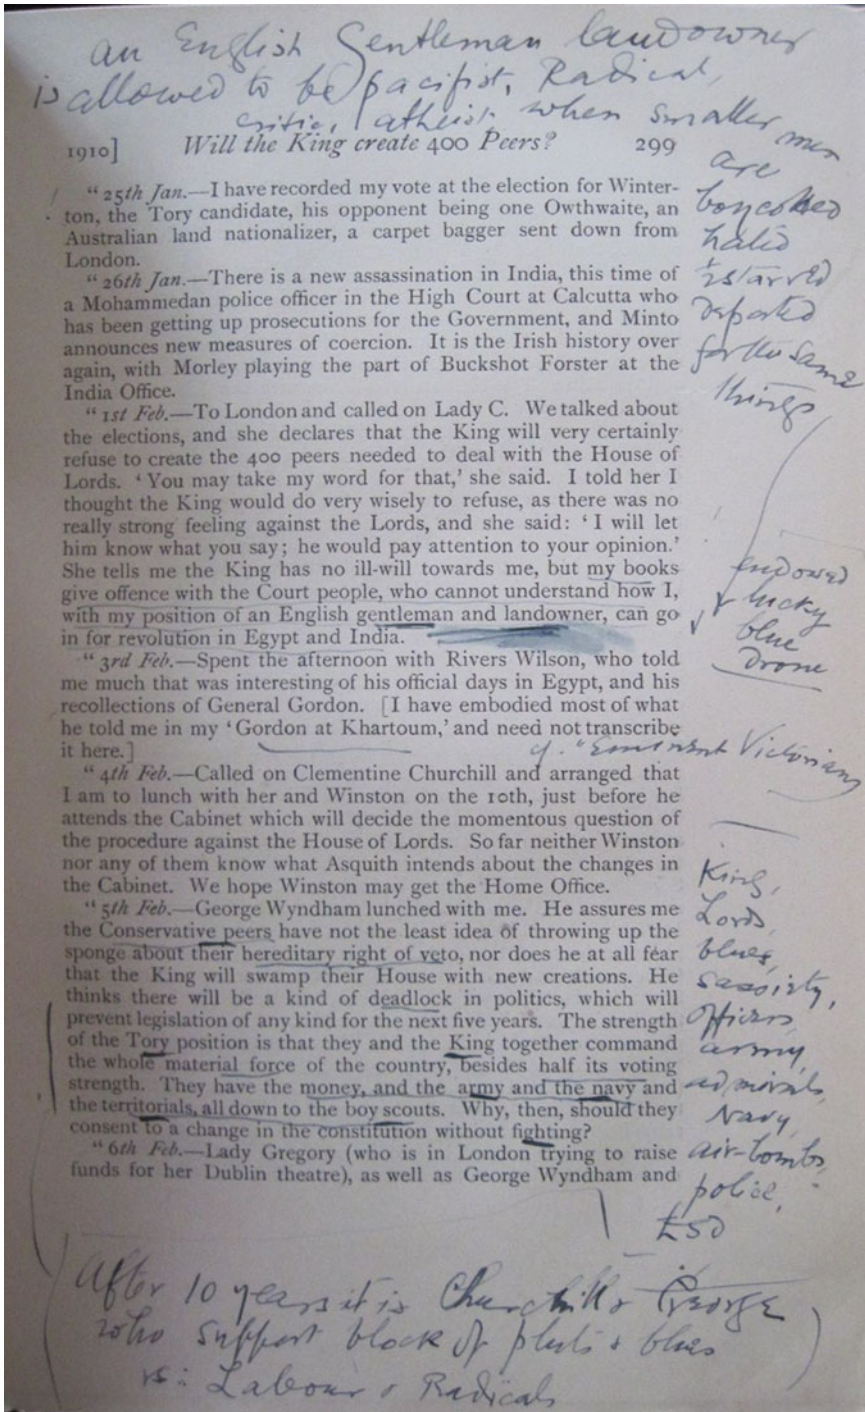 an English Gentleman landowner
is allowed to be pacifist, Radical,
critic, atheist when smaller men
are
boycotted
hated
& starved
deported
for the same
things
1910] Will the King create 400 Peers? 299
"25th Jan.—I have recorded my vote at the election for Winter-
ton, the Tory candidate, his opponent being one Owthwaite, an
Australian land nationalizer, a carpet bagger sent down from
London.
"26th Jan.—There is a new assassination in India, this time of
a Mohammedan police officer in the High Court at Calcutta who
has been getting up prosecutions for the Government, and Minto
announces new measures of coercion. It is the Irish history over
again, with Morley playing the part of Buckshot Forster at the
India Office.
"1st Feb.—To London and called on Lady C. We talked about
the elections, and she declares that the King will very certainly
refuse to create the 400 peers needed to deal with the House of
Lords. ‘You may take my word for that,’ she said. I told her I
thought the King would do very wisely to refuse, as there was no
really strong feeling against the Lords, and she said: ‘I will let
him know what you say; he would pay attention to your opinion.’
She tells me the King has no ill-will towards me, but my books
give offence with the Court people, who cannot understand how I,
with my position of an English gentleman and landowner, can go
in for revolution in Egypt and India.
endowed
lucky
blue
Drone
"3rd Feb.—Spent the afternoon with Rivers Wilson, who told
me much that was interesting of his official days in Egypt, and his
recollections of General Gordon. [I have embodied most of what
he told me in my ‘Gordon at Khartoum,’ and need not transcribe
it here.]
"Eminent Victorians
"4th Feb.—Called on Clementine Churchill and arranged that
I am to lunch with her and Winston on the 10th, just before he
attends the Cabinet which will decide the momentous question of
the procedure against the House of Lords. So far neither Winston
nor any of them know what Asquith intends about the changes in
the Cabinet. We hope Winston may get the Home Office.
"5th Feb.—George Wyndham lunched with me. He assures me
the Conservative peers have not the least idea of throwing up the
sponge about their hereditary right of veto, nor does he at all fear
that the King will swamp their House with new creations. He
thinks there will be a kind of deadlock in politics, which will
prevent legislation of any kind for the next five years. The strength
of the Tory position is that they and the King together command
the whole material force of the country, besides half its voting
strength. They have the money, and the army and the navy and
the territorials, all down to the boy scouts. Why, then, should they
consent to a change in the constitution without fighting?
"6th Feb.—Lady Gregory (who is in London trying to raise
funds for her Dublin theatre), as well as George Wyndham and
King,
Lords,
blues,
officers,
army,
admirals,
Navy,
air-bombs,
police,
£SD
After 10 years it is Churchill & George
who support block of pluts & blues
vs: Labour & Radicals